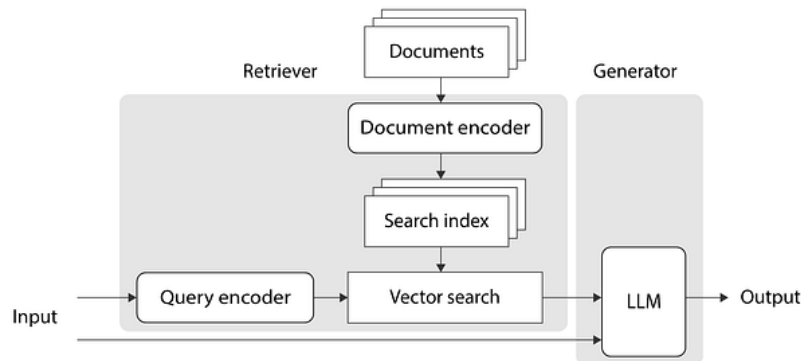 Documents
Retriever
Generator
Document encoder
Search index
Query encoder
Vector search
LLM
Output
Input